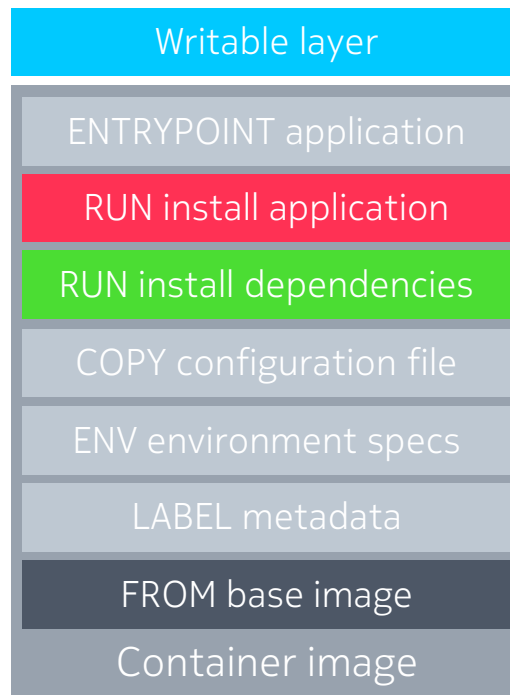 Writable layer
ENTRYPOINT application
RUN install application
RUN install dependencies
COPY configuration file
ENV environment specs
LABEL metadata
FROM base image
Container image